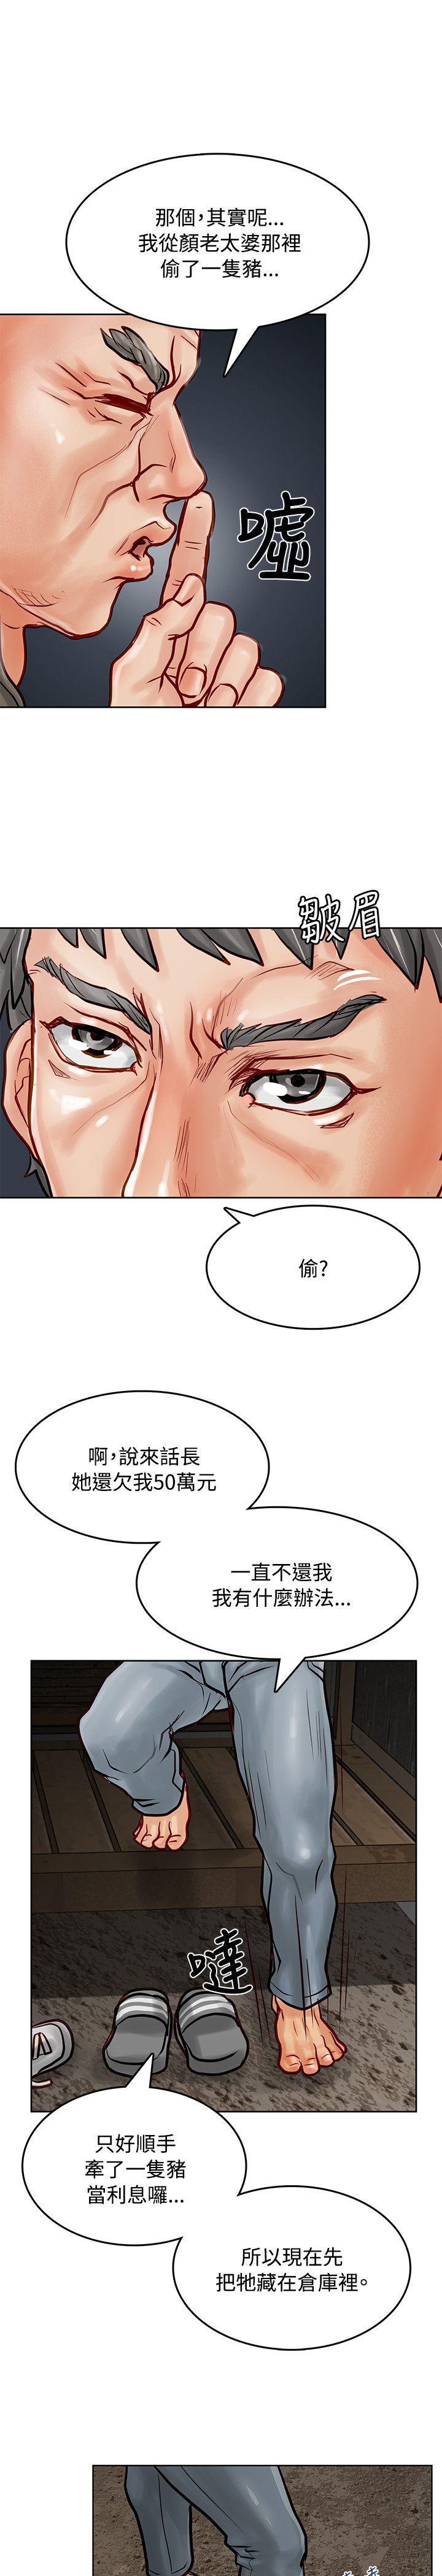 那個,其實呢...
我從顏老太婆那裡
偷了一隻豬...
噓
皺眉
偷?
啊,說來話長
她還欠我50萬元
一直不還我
我有什麼辦法...
噠
只好順手
牽了一隻豬
當利息囉...
所以現在先
把牠藏在倉庫裡。